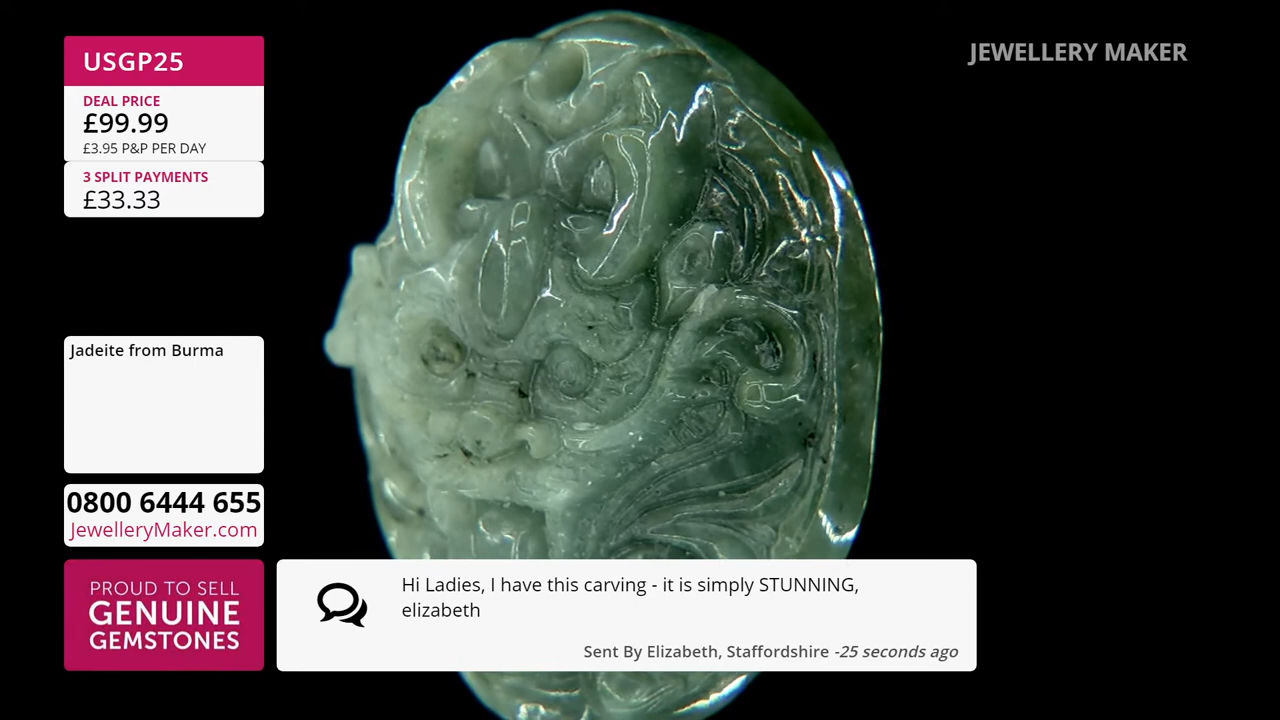 USGP25
DEAL PRICE
£99.99
£3.95 P&P PER DAY
3 SPLIT PAYMENTS
£33.33
JEWELLERY MAKER
Jadeite from Burma
0800 6444 655
JewelleryMaker.com
PROUD TO SELL
GENUINE
GEMSTONES
Hi Ladies, I have this carving - it is simply STUNNING,
elizabeth
Sent By Elizabeth, Staffordshire -25 seconds ago